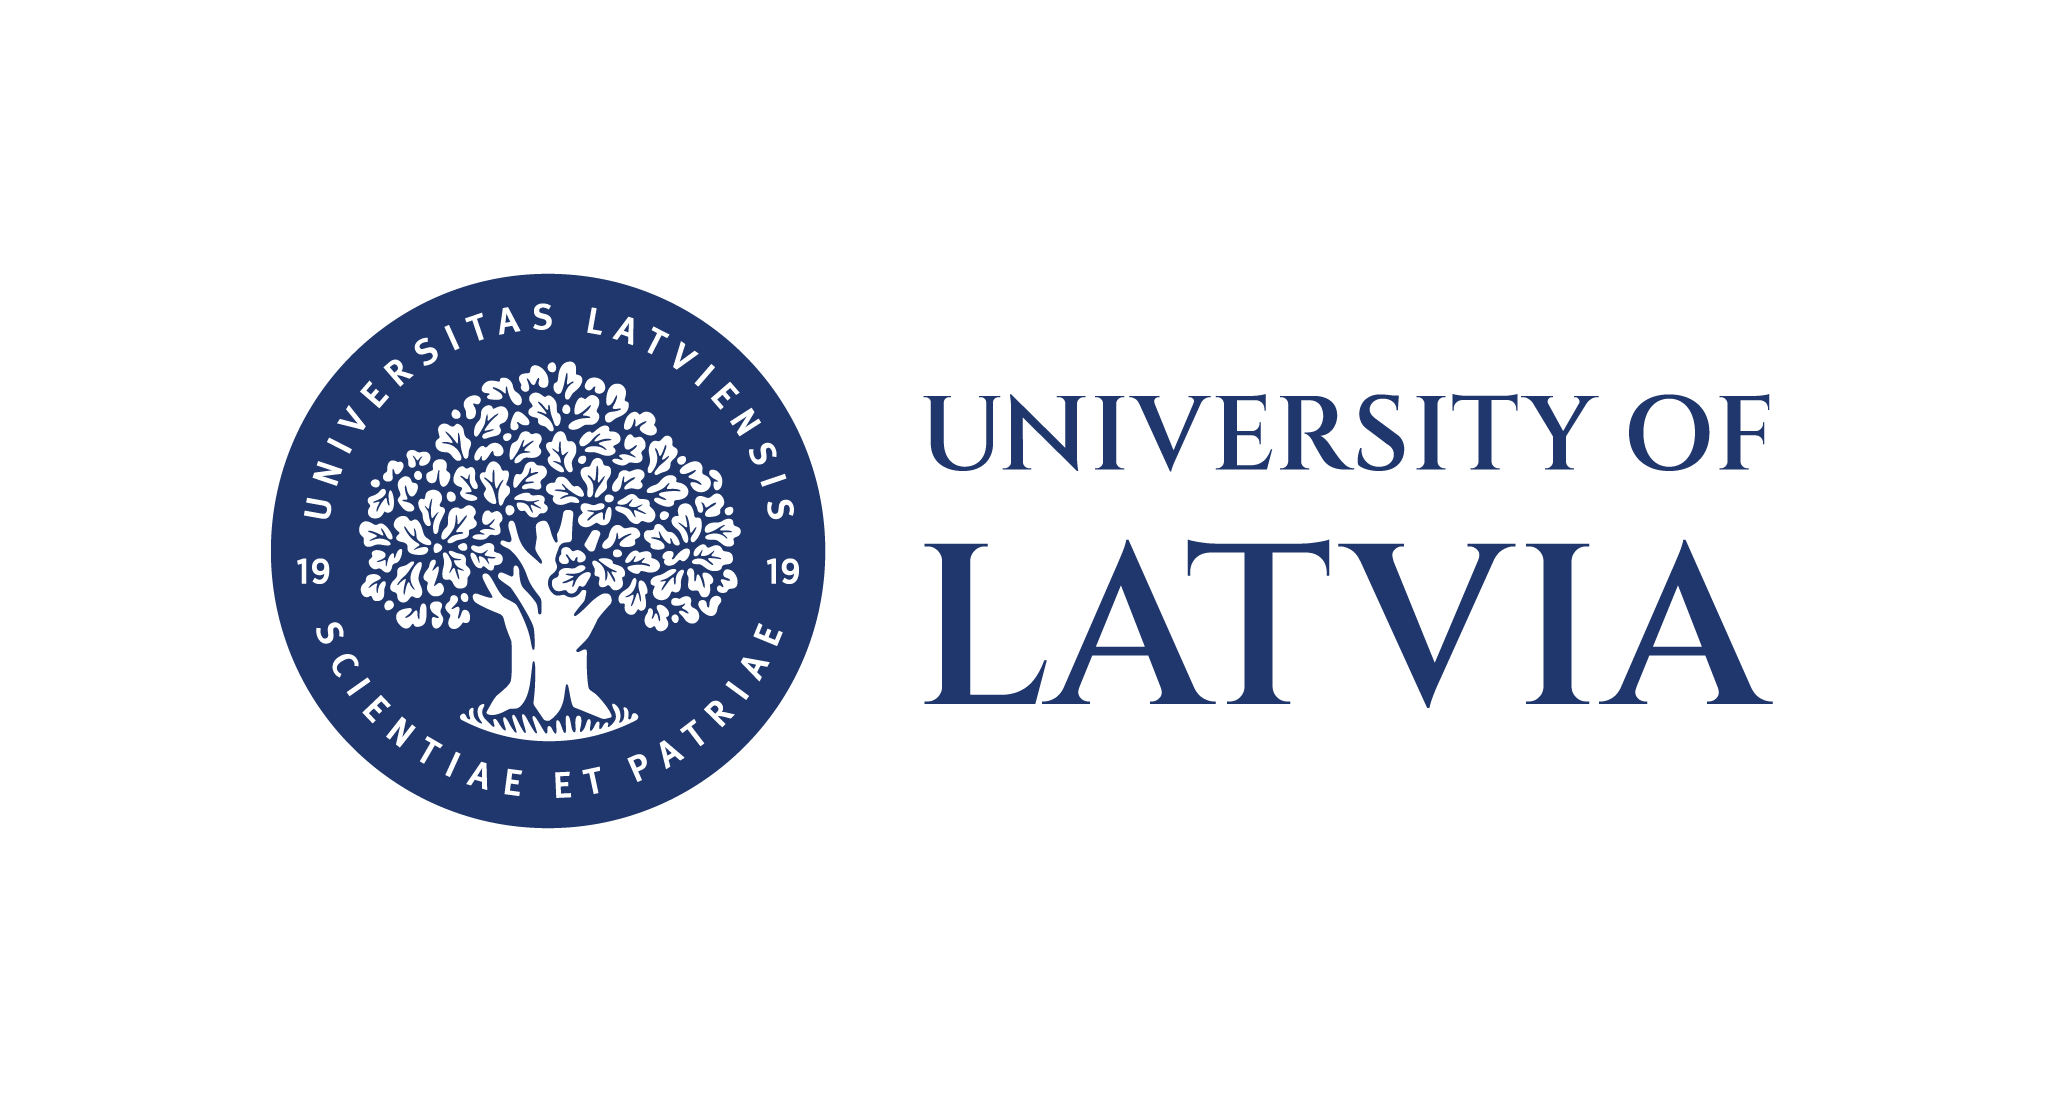 UNIVERSITAS LATVIENSIS
19 19
SCIENTIAE ET PATRIAE
UNIVERSITY OF
LATVIA